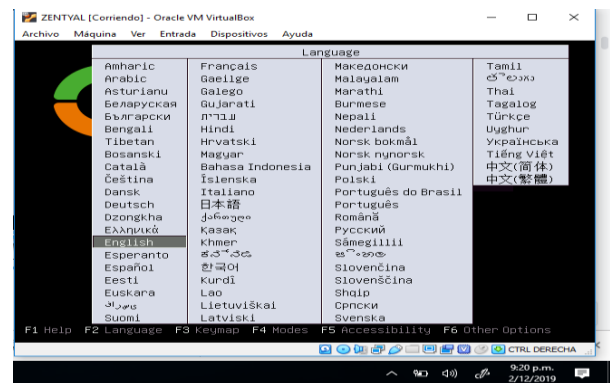 ZENTYAL [Corriendo] - Oracle VM VirtualBox
Archivo Máquina Ver Entrada Dispositivos Ayuda
Language
Amharic
Arabic
Asturianu
Беларуская
Български
Bengali
Tibetan
Bosanski
Català
Čeština
Dansk
Deutsch
Dzongkha
Ελληνικά
English
Esperanto
Español
Eesti
Euskara
Suomi
Français
Gaeilge
Galego
Gujarati
עברית
Hindi
Hrvatski
Magyar
Bahasa Indonesia
Íslenska
Italiano
日本語
ქართული
Қазақ
Khmer
한국어
Kurdî
Lao
Lietuviškai
Latviski
Македонски
Malayalam
Marathi
Burmese
Nepali
Nederlands
Norsk bokmål
Norsk nynorsk
Punjabi (Gurmukhi)
Polski
Português do Brasil
Português
Română
Русский
Sámegillii
Slovenčina
Slovenščina
Shqip
Српски
Svenska
Tamil
Thai
Tagalog
Türkçe
Uyghur
Українська
Tiếng Việt
中文(简体)
中文(繁體)
F1 Help F2 Language F3 Keymap F4 Modes F5 Accessibility F6 Other Options
CTRL DERECHA
9:20 p.m.
2/12/2019